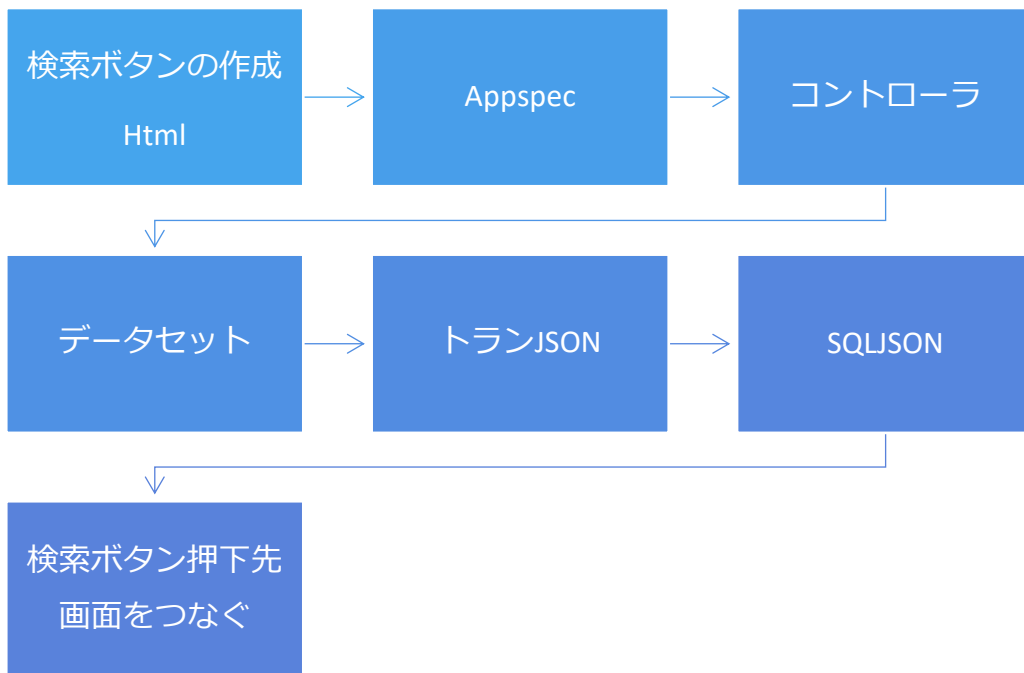 検索ボタンの作成
Html
Appspec
コントローラ
データセット
トランJSON
SQLJSON
検索ボタン押下先
画面をつなぐ